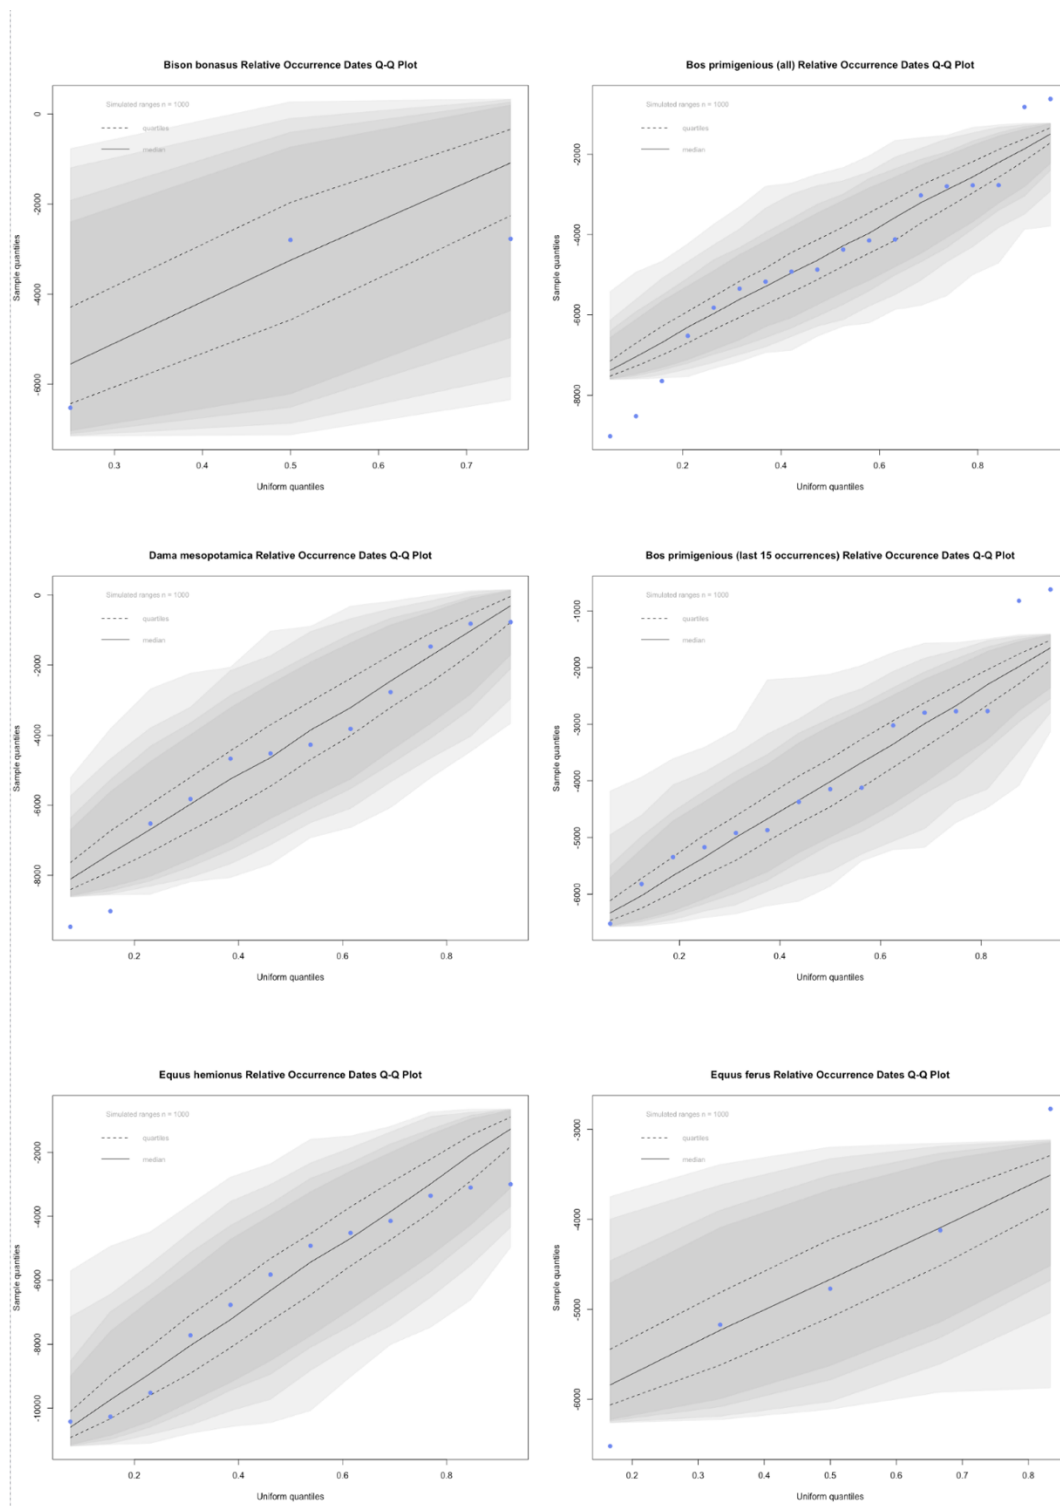 Bison bonasus Relative Occurrence Dates Q-Q Plot
Simulated ranges n = 1000
quartiles
median
0
-2000
-4000
-6000
Sample quantiles
0.3 0.4 0.5 0.6 0.7
Uniform quantiles
Bos primigenious (all) Relative Occurrence Dates Q-Q Plot
Simulated ranges n = 1000
quartiles
median
-2000
-4000
-6000
-8000
Sample quantiles
0.2 0.4 0.6 0.8
Uniform quantiles
Dama mesopotamica Relative Occurrence Dates Q-Q Plot
Simulated ranges n = 1000
quartiles
median
0
-2000
-4000
-6000
-8000
Sample quantiles
0.2 0.4 0.6 0.8
Uniform quantiles
Bos primigenious (last 15 occurrences) Relative Occurence Dates Q-Q Plot
Simulated ranges n = 1000
quartiles
median
-1000
-2000
-3000
-4000
-5000
-6000
Sample quantiles
0.2 0.4 0.6 0.8
Uniform quantiles
Equus hemionus Relative Occurrence Dates Q-Q Plot
Simulated ranges n = 1000
quartiles
median
-2000
-4000
-6000
-8000
-10000
Sample quantiles
0.2 0.4 0.6 0.8
Uniform quantiles
Equus ferus Relative Occurrence Dates Q-Q Plot
Simulated ranges n = 1000
quartiles
median
-3000
-4000
-5000
-6000
Sample quantiles
0.2 0.3 0.4 0.5 0.6 0.7 0.8
Uniform quantiles